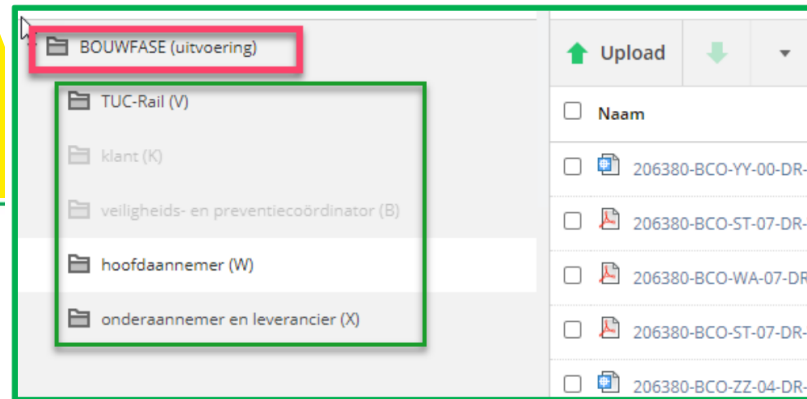 BOUWFASE (uitvoering)
TUC-Rail (V)
klant (K)
veiligheids- en preventiecoördinator (B)
hoofdaannemer (W)
onderaannemer en leverancier (X)
Upload
Naam
206380-BCO-YY-00-DR-
206380-BCO-ST-07-DR-
206380-BCO-WA-07-DR
206380-BCO-ST-07-DR-
206380-BCO-ZZ-04-DR-